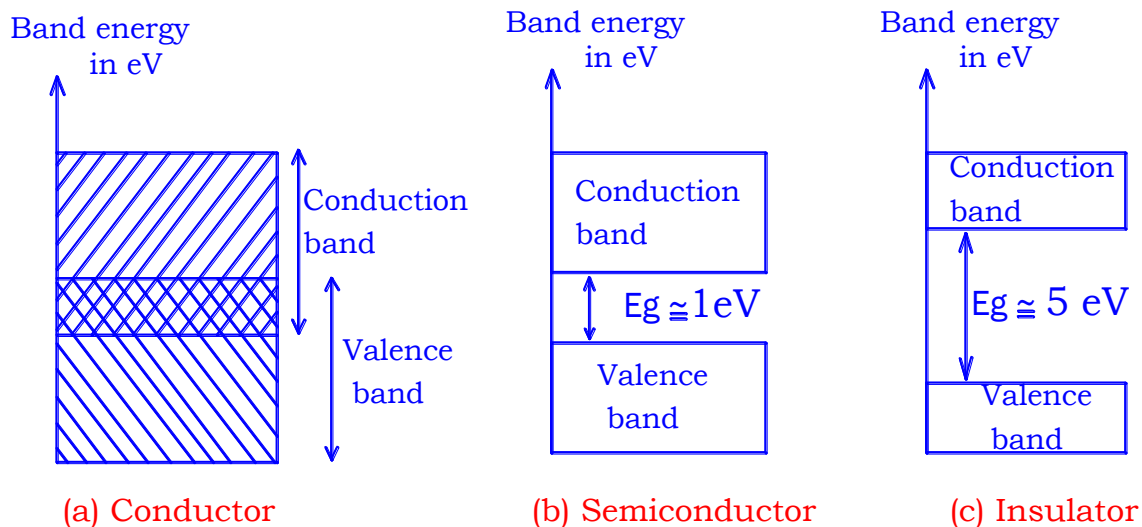 Band energy
in eV
Conduction
band
Valence
band
(a) Conductor
Band energy
in eV
Conduction
band
Eg ≅ 1eV
Valence
band
(b) Semiconductor
Band energy
in eV
Conduction
band
Eg ≅ 5 eV
Valence
band
(c) Insulator